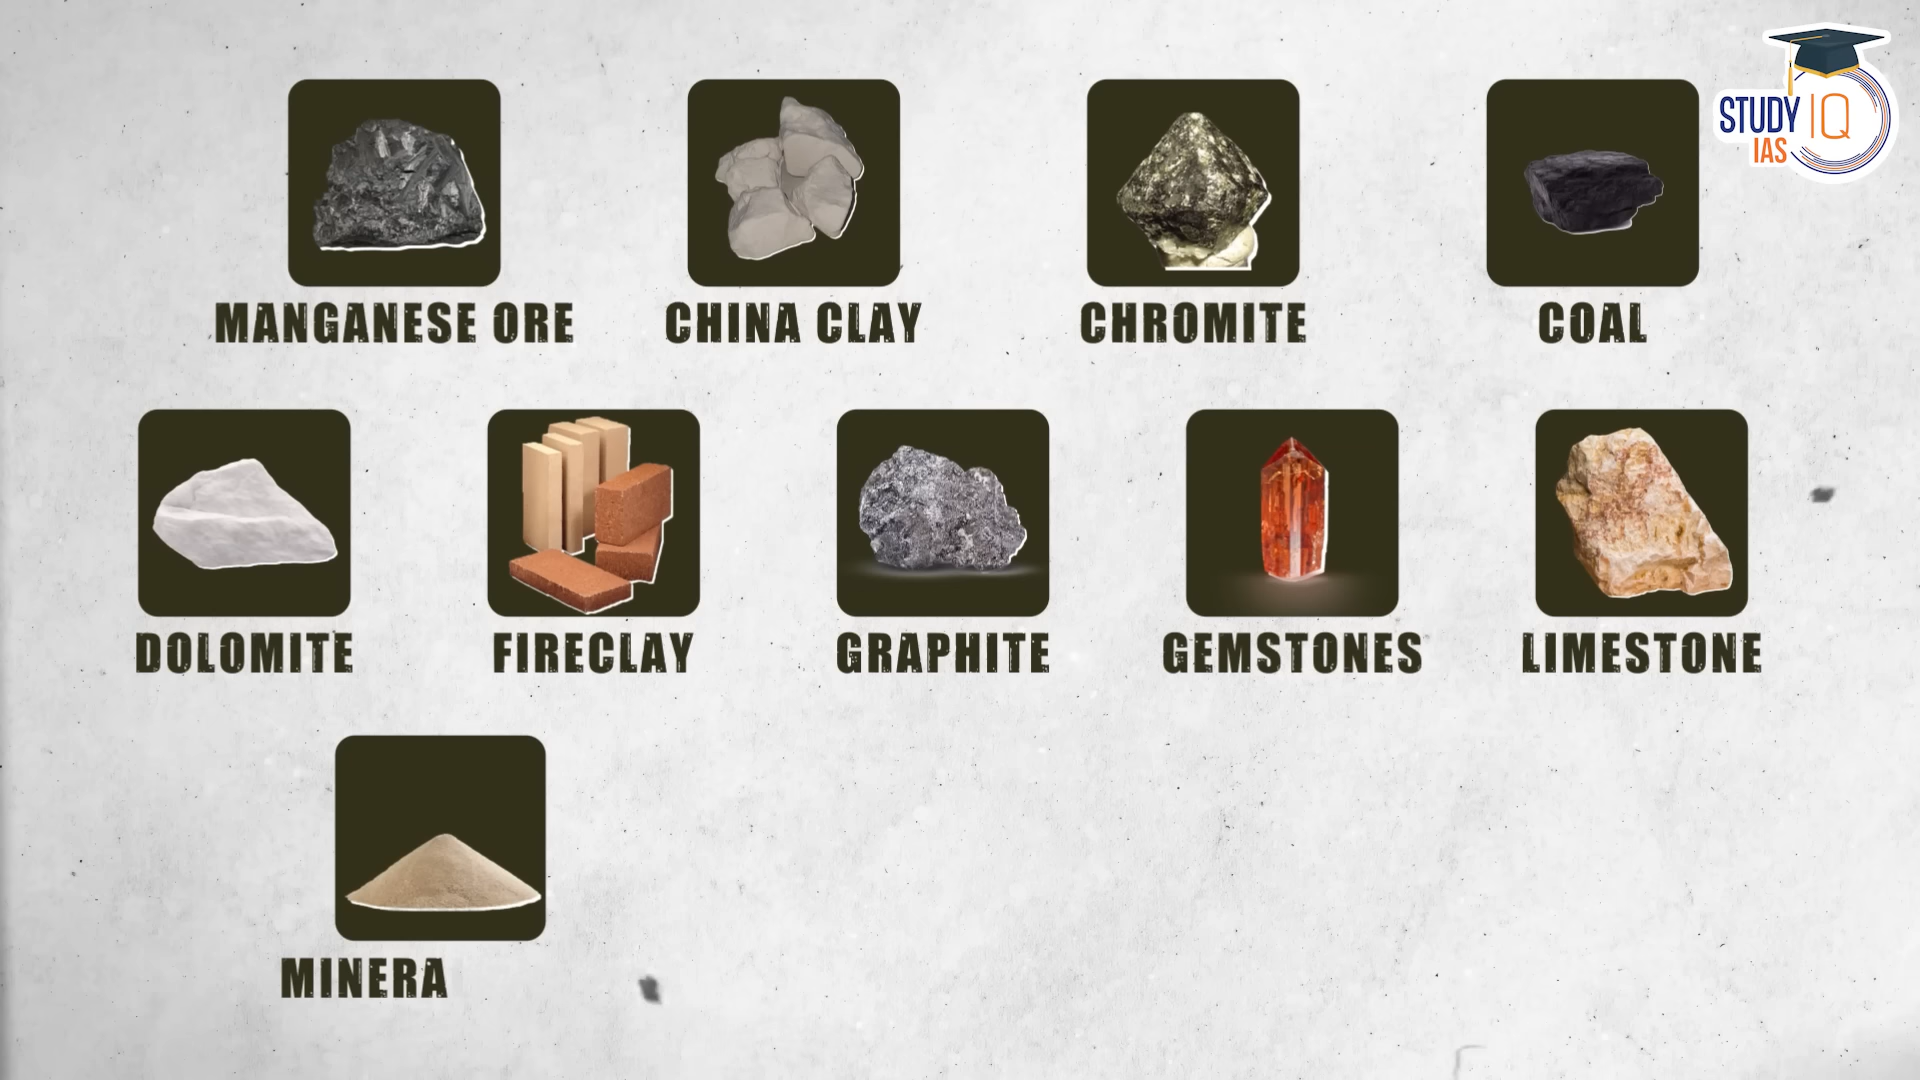 STUDY IQ
IAS
MANGANESE ORE
CHINA CLAY
CHROMITE
COAL
DOLOMITE
FIRECLAY
GRAPHITE
GEMSTONES
LIMESTONE
MINERA